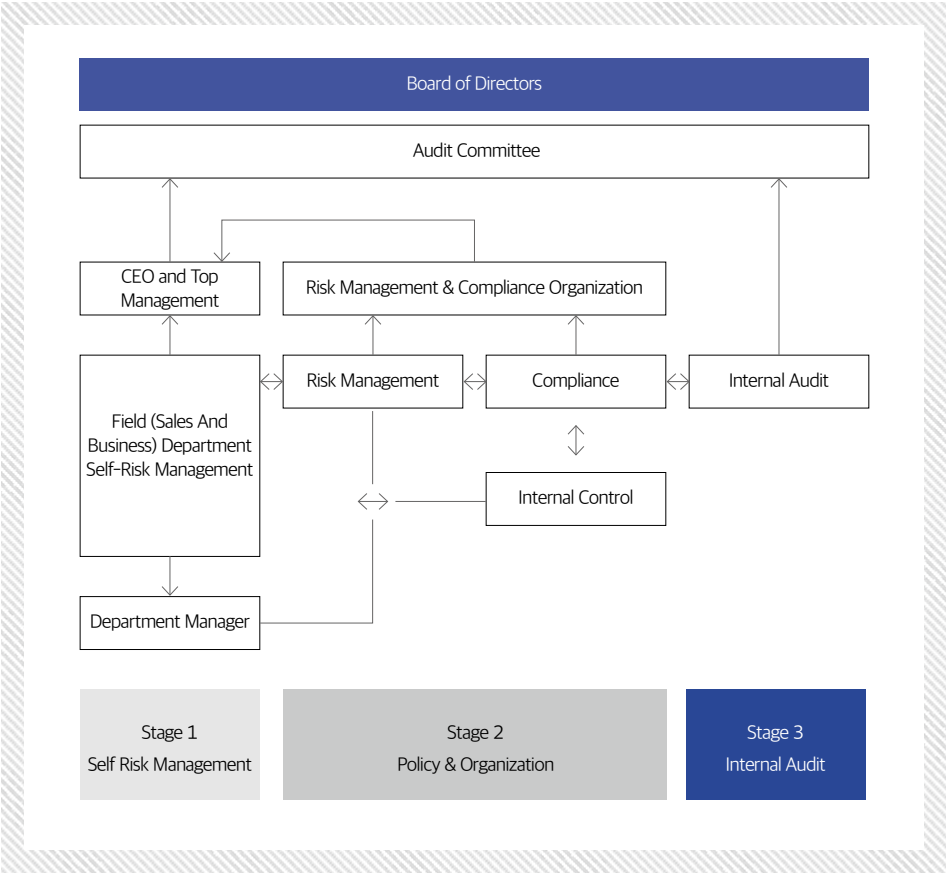 Board of Directors
Audit Committee
CEO and Top
Management
Risk Management & Compliance Organization
Field (Sales And
Business) Department
Self-Risk Management
Risk Management
Compliance
Internal Audit
Internal Control
Department Manager
Stage 1
Self Risk Management
Stage 2
Policy & Organization
Stage 3
Internal Audit